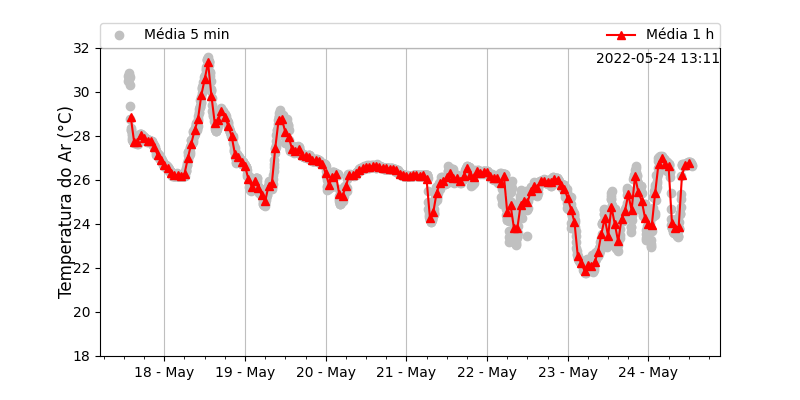 Média 5 min
Média 1 h
2022-05-24 13:11
Temperatura do Ar (°C)
32
30
28
26
24
22
20
18
18 - May
19 - May
20 - May
21 - May
22 - May
23 - May
24 - May